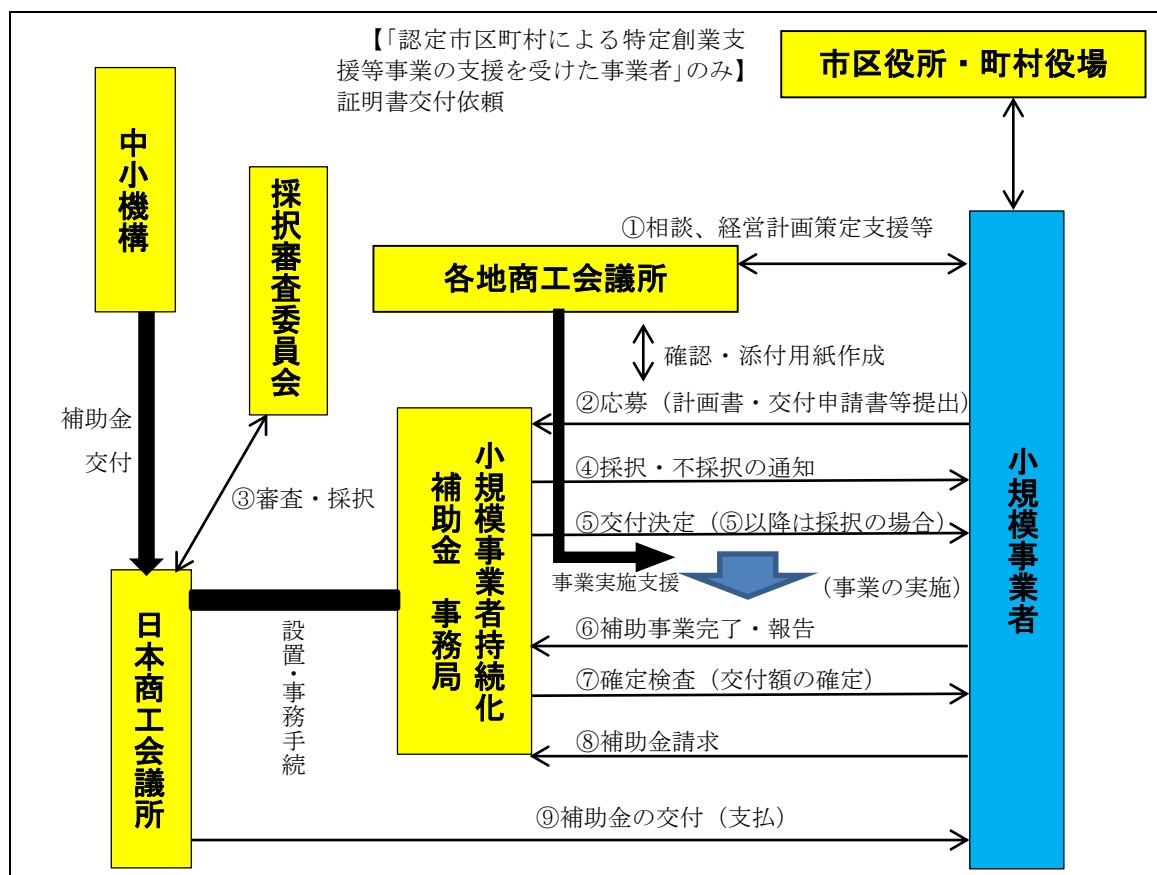 【「認定市区町村による特定創業支
援等事業の支援を受けた事業者」のみ】
証明書交付依頼
市区役所・町村役場
中小機構
採択審査委員会
①相談、経営計画策定支援等
各地商工会議所
確認・添付用紙作成
補助金
交付
②応募（計画書・交付申請書等提出）
③審査・採択
④採択・不採択の通知
⑤交付決定（⑤以降は採択の場合）
小規模事業者持続化
補助金　事務局
小規模事業者
事業実施支援
（事業の実施）
日本商工会議所
設置・事務手続
⑥補助事業完了・報告
⑦確定検査（交付額の確定）
⑧補助金請求
⑨補助金の交付（支払）